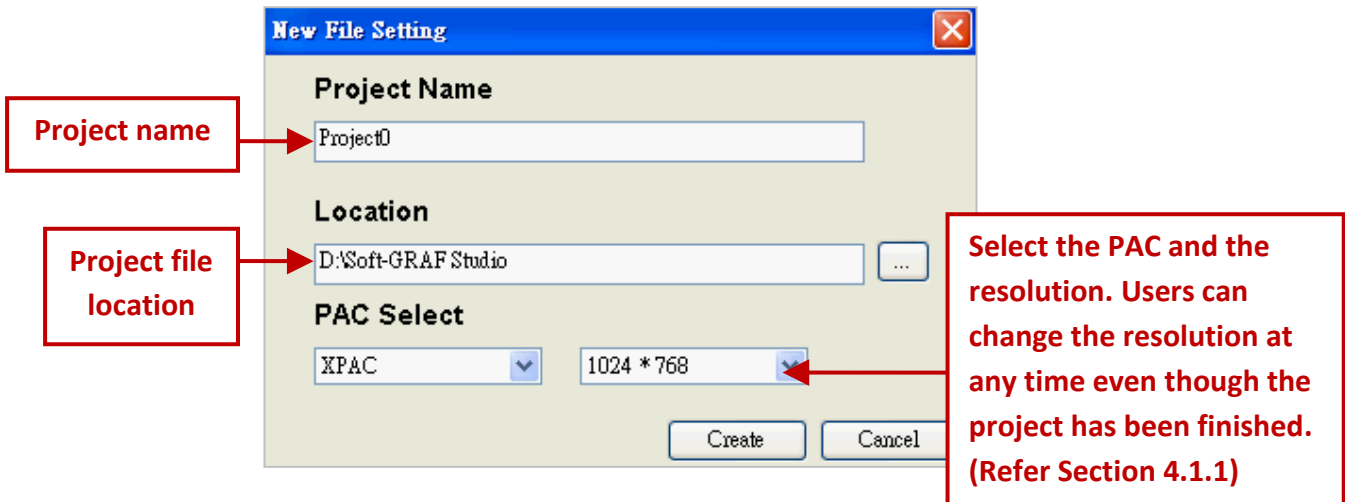 New File Setting
Project Name
Project name
Project0
Location
Project file
location
D:\Soft-GRAF Studio
...
PAC Select
XPAC
1024 * 768
Select the PAC and the
resolution. Users can
change the resolution at
any time even though the
project has been finished.
(Refer Section 4.1.1)
Create
Cancel